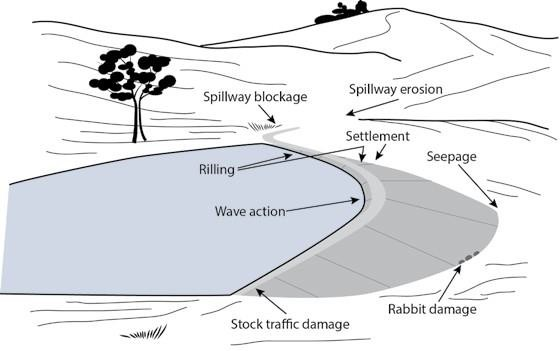 Spillway blockage
Spillway erosion
Settlement
Seepage
Rilling
Wave action
Rabbit damage
Stock traffic damage